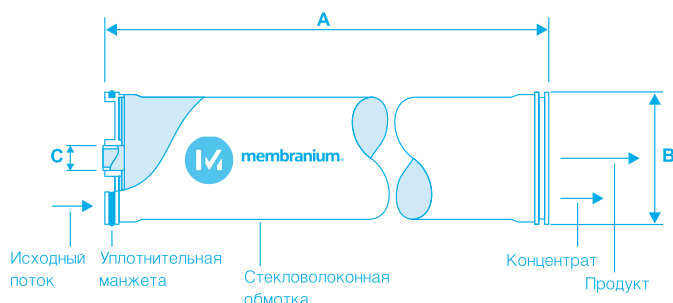 A
C
membranium®
B
Исходный
поток
Уплотнительная
манжета
Стекловолоконная
обмотка
Концентрат
Продукт